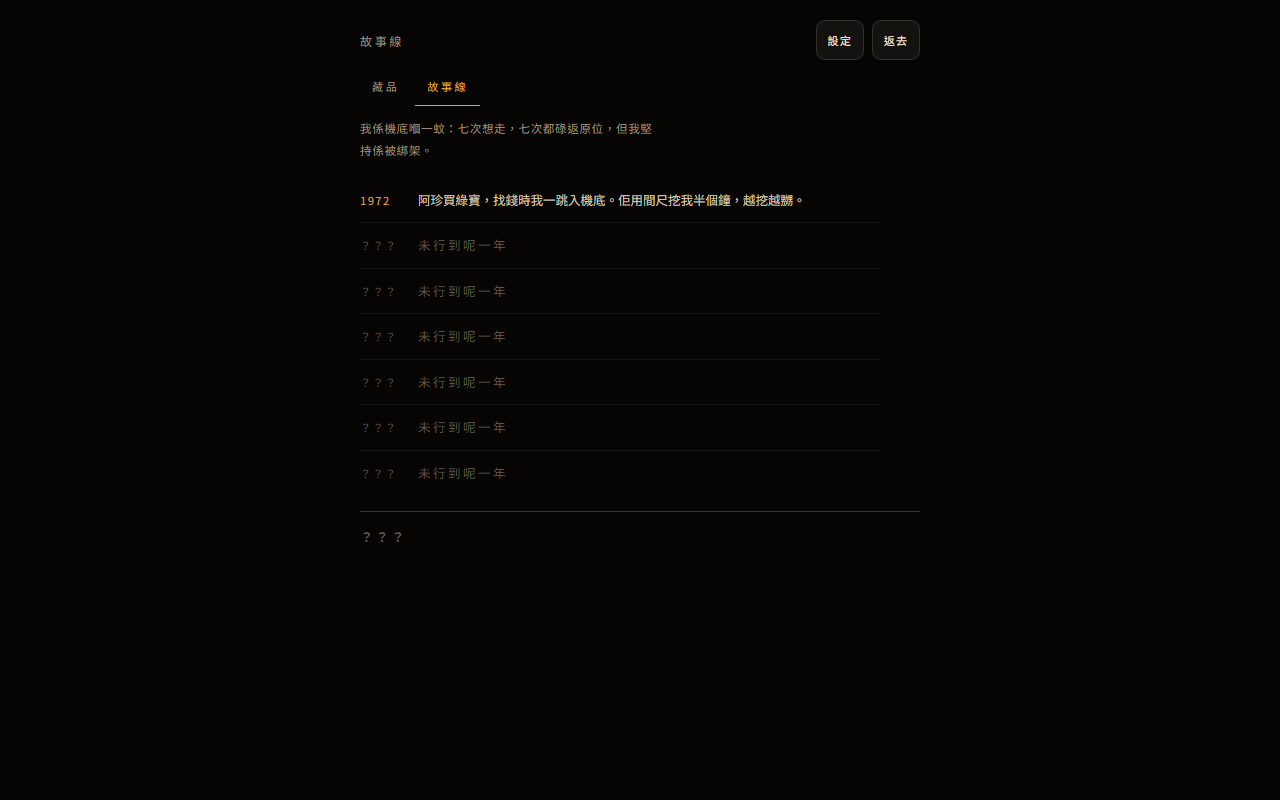 故事線
設定
返去
藏品
故事線
我係機底嗰一蚊：七次想走，七次都碌返原位，但我堅
持係被綁架。
1972 阿珍買綠寶，找錢時我一跳入機底。佢用間尺挖我半個鐘，越挖越嬲。
？？？ 未行到呢一年
？？？ 未行到呢一年
？？？ 未行到呢一年
？？？ 未行到呢一年
？？？ 未行到呢一年
？？？ 未行到呢一年
？？？